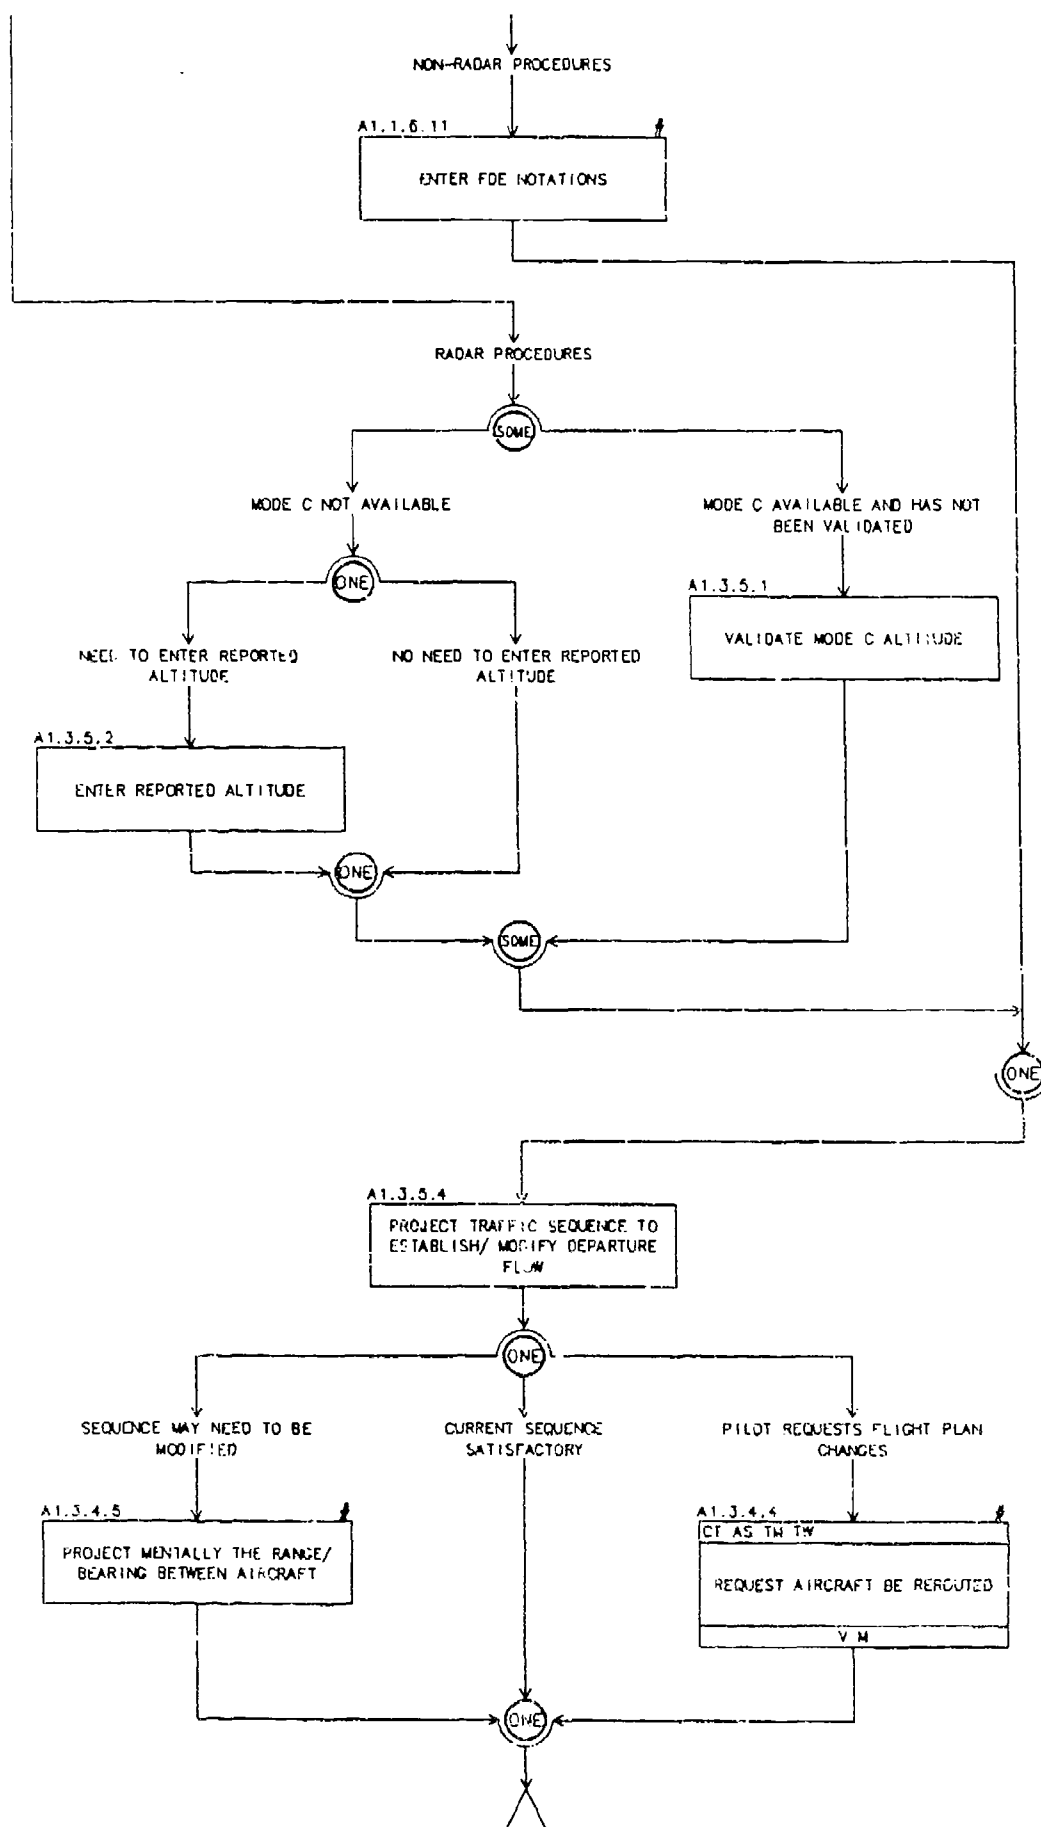 NON-RADAR PROCEDURES
A1.1.6.11
#
ENTER FDE NOTATIONS
RADAR PROCEDURES
SOME
MODE C NOT AVAILABLE
MODE C AVAILABLE AND HAS NOT
BEEN VALIDATED
ONE
A1.3.5.1
VALIDATE MODE C ALTITUDE
NEED TO ENTER REPORTED
ALTITUDE
NO NEED TO ENTER REPORTED
ALTITUDE
A1.3.5.2
ENTER REPORTED ALTITUDE
ONE
SOME
ONE
A1.3.5.4
PROJECT TRAFFIC SEQUENCE TO
ESTABLISH/ MODIFY DEPARTURE
FLOW
ONE
SEQUENCE MAY NEED TO BE
MODIFIED
CURRENT SEQUENCE
SATISFACTORY
PILOT REQUESTS FLIGHT PLAN
CHANGES
A1.3.4.5
#
PROJECT MENTALLY THE RANGE/
BEARING BETWEEN AIRCRAFT
A1.3.4.4
#
CT AS TW TW
REQUEST AIRCRAFT BE REROUTED
V M
ONE